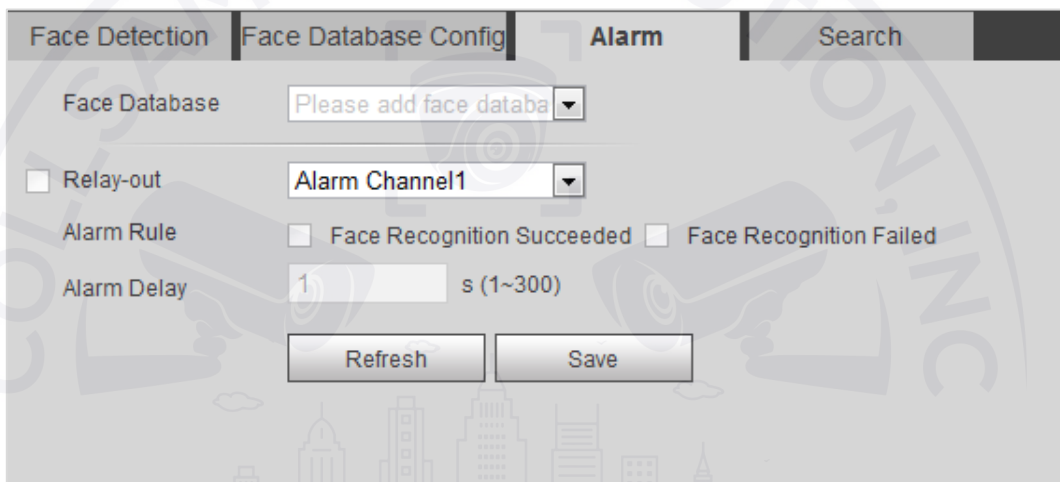 Face Detection Face Database Config Alarm Search
Face Database Please add face databa
Relay-out Alarm Channel1
Alarm Rule Face Recognition Succeeded Face Recognition Failed
Alarm Delay 1 s (1~300)
Refresh Save